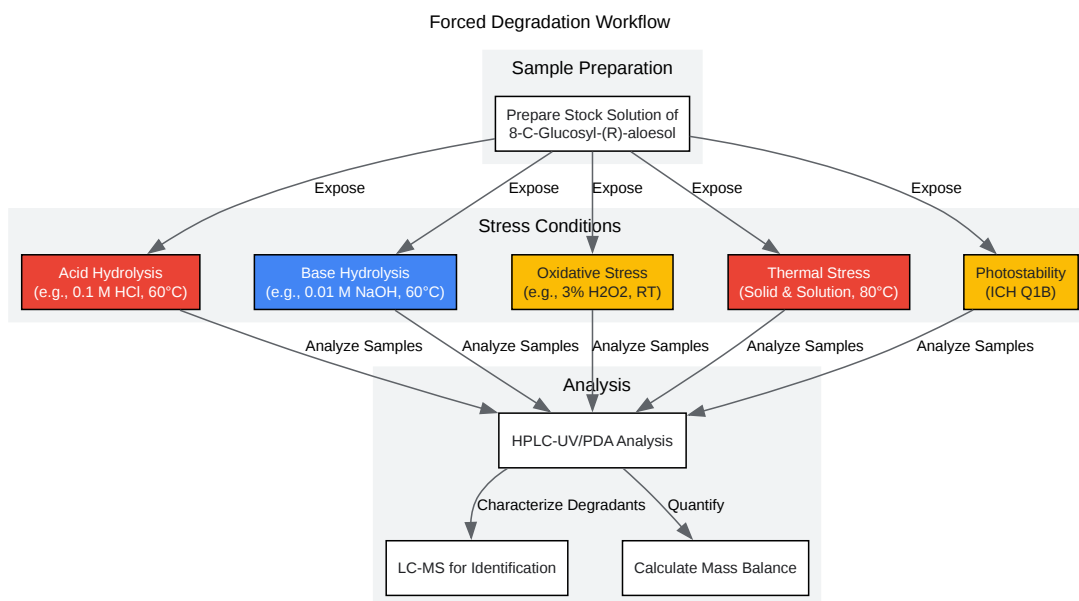 Forced Degradation Workflow
Sample Preparation
Prepare Stock Solution of
8-C-Glucosyl-(R)-aloesol
Expose
Expose
Expose
Expose
Expose
Stress Conditions
Acid Hydrolysis
(e.g., 0.1 M HCl, 60°C)
Base Hydrolysis
(e.g., 0.01 M NaOH, 60°C)
Oxidative Stress
(e.g., 3% H2O2, RT)
Thermal Stress
(Solid & Solution, 80°C)
Photostability
(ICH Q1B)
Analyze Samples
Analyze Samples
Analyze Samples
Analyze Samples
Analyze Samples
Analysis
HPLC-UV/PDA Analysis
Characterize Degradants
Quantify
LC-MS for Identification
Calculate Mass Balance